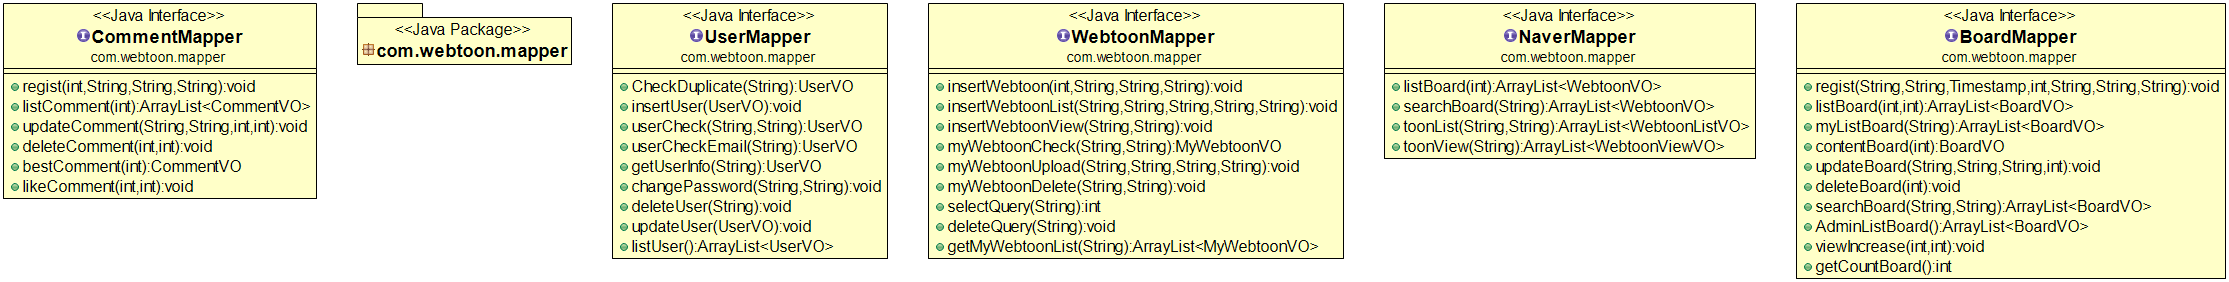 <<Java Interface>>
CommentMapper
com.webtoon.mapper
regist(int,String,String,String):void
listComment(int):ArrayList<CommentVO>
updateComment(String,String,int,int):void
deleteComment(int,int):void
bestComment(int):CommentVO
likeComment(int,int):void
<<Java Package>>
com.webtoon.mapper
<<Java Interface>>
UserMapper
com.webtoon.mapper
CheckDuplicate(String):UserVO
insertUser(UserVO):void
userCheck(String,String):UserVO
userCheckEmail(String):UserVO
getUserInfo(String):UserVO
changePassword(String,String):void
deleteUser(String):void
updateUser(UserVO):void
listUser():ArrayList<UserVO>
<<Java Interface>>
WebtoonMapper
com.webtoon.mapper
insertWebtoon(int,String,String,String):void
insertWebtoonList(String,String,String,String,String):void
insertWebtoonView(String,String):void
myWebtoonCheck(String,String):MyWebtoonVO
myWebtoonUpload(String,String,String,String):void
myWebtoonDelete(String,String):void
selectQuery(String):int
deleteQuery(String):void
getMyWebtoonList(String):ArrayList<MyWebtoonVO>
<<Java Interface>>
NaverMapper
com.webtoon.mapper
listBoard(int):ArrayList<WebtoonVO>
searchBoard(String):ArrayList<WebtoonVO>
toonList(String,String):ArrayList<WebtoonListVO>
toonView(String):ArrayList<WebtoonViewVO>
<<Java Interface>>
BoardMapper
com.webtoon.mapper
regist(String,String,Timestamp,int,String,String,String):void
listBoard(int,int):ArrayList<BoardVO>
myListBoard(String):ArrayList<BoardVO>
contentBoard(int):BoardVO
updateBoard(String,String,String,int):void
deleteBoard(int):void
searchBoard(String,String):ArrayList<BoardVO>
AdminListBoard():ArrayList<BoardVO>
viewIncrease(int,int):void
getCountBoard():int